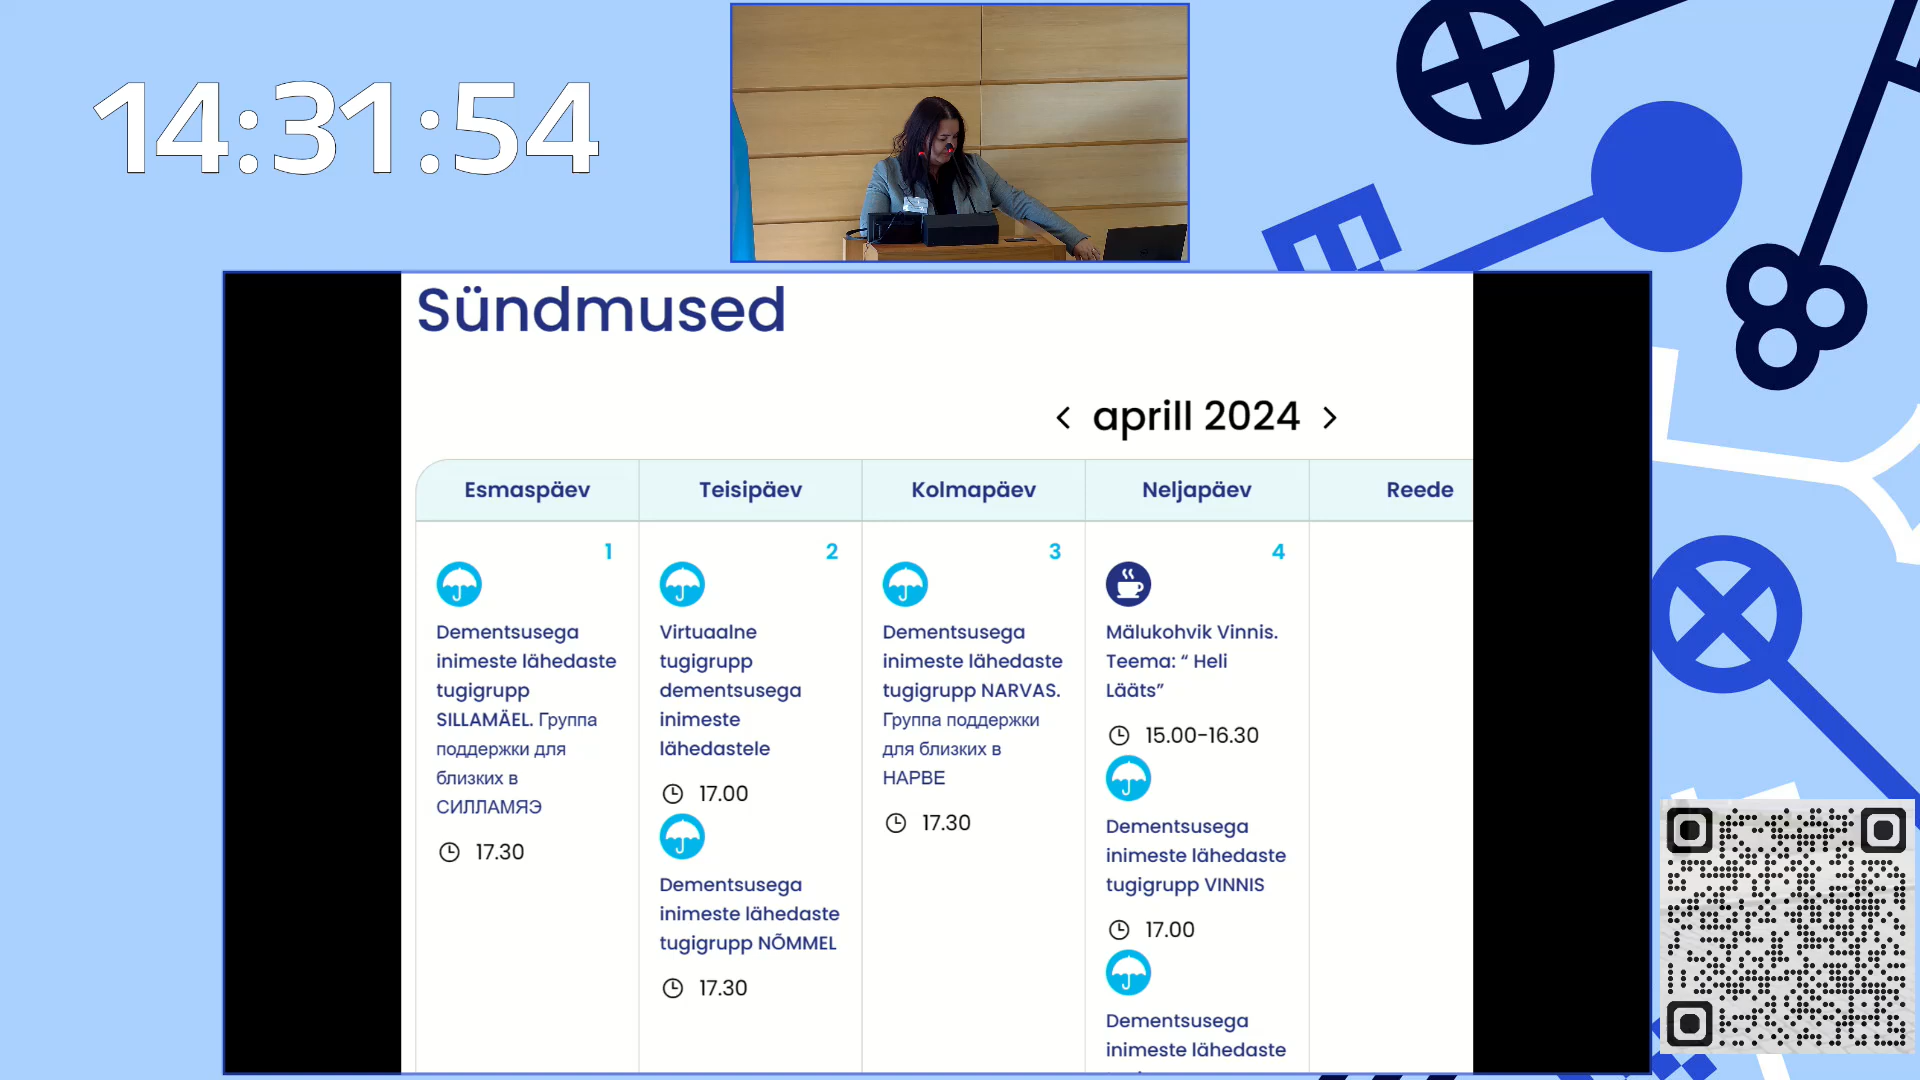 14:31:54
Sündmused
< aprill 2024 >
Esmaspäev
Teisipäev
Kolmapäev
Neljapäev
Reede
1
Dementsusega
inimeste lähedaste
tugigrupp
SILLAMÄEL. Группа
поддержки для
близких в
СИЛЛАМЯЭ
17.30
2
Virtuaalne
tugigrupp
dementsusega
inimeste
lähedastele
17.00
Dementsusega
inimeste lähedaste
tugigrupp NÕMMEL
17.30
3
Dementsusega
inimeste lähedaste
tugigrupp NARVAS.
Группа поддержки
для близких в
НАРВЕ
17.30
4
Mälukohvik Vinnis.
Teema: “ Heli
Lääts”
15.00-16.30
Dementsusega
inimeste lähedaste
tugigrupp VINNIS
17.00
Dementsusega
inimeste lähedaste